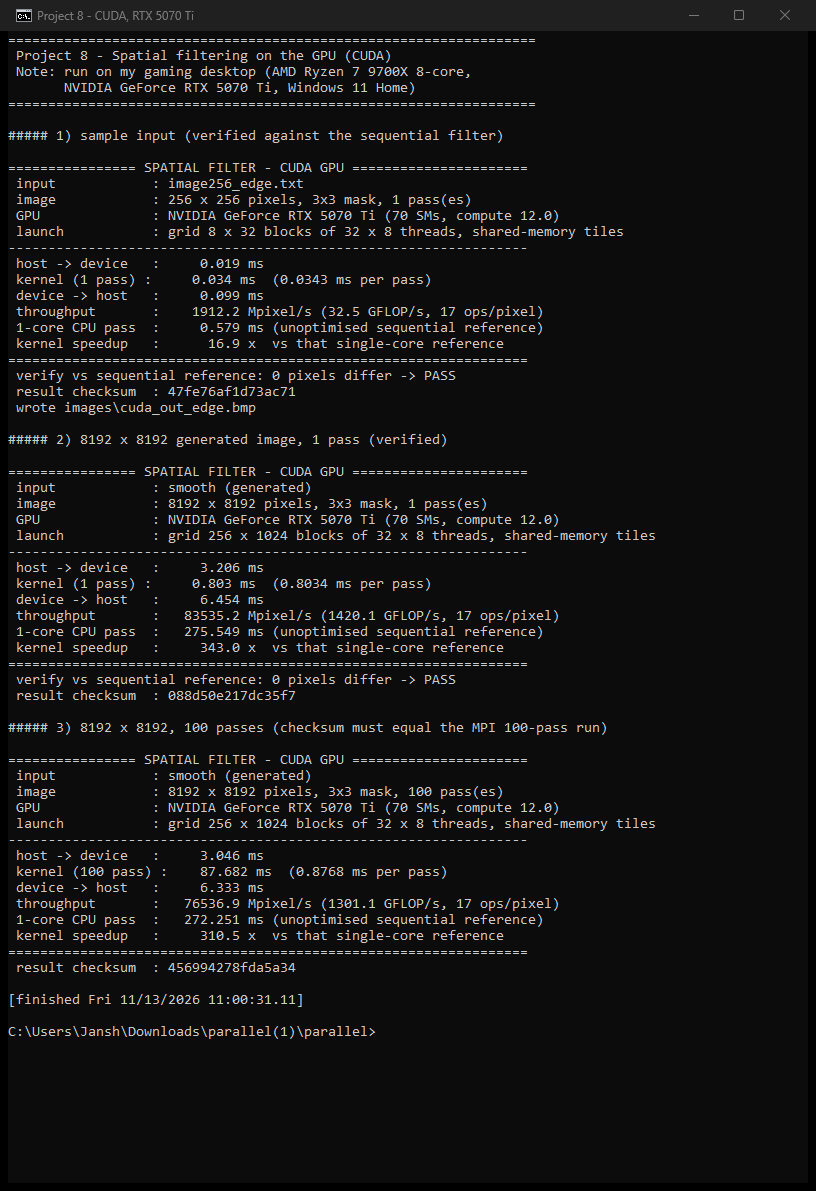 Project 8 - CUDA, RTX 5070 Ti
==================================================================
Project 8 - Spatial filtering on the GPU (CUDA)
Note: run on my gaming desktop (AMD Ryzen 7 9700X 8-core,
NVIDIA GeForce RTX 5070 Ti, Windows 11 Home)
==================================================================
##### 1) sample input (verified against the sequential filter)
================ SPATIAL FILTER - CUDA GPU ======================
input            : image256_edge.txt
image            : 256 x 256 pixels, 3x3 mask, 1 pass(es)
GPU              : NVIDIA GeForce RTX 5070 Ti (70 SMs, compute 12.0)
launch           : grid 8 x 32 blocks of 32 x 8 threads, shared-memory tiles
-----------------------------------------------------------------
host -> device   :     0.019 ms
kernel (1 pass) :     0.034 ms  (0.0343 ms per pass)
device -> host   :     0.099 ms
throughput       :    1912.2 Mpixel/s (32.5 GFLOP/s, 17 ops/pixel)
1-core CPU pass  :     0.579 ms (unoptimised sequential reference)
kernel speedup   :      16.9 x  vs that single-core reference
=================================================================
verify vs sequential reference: 0 pixels differ -> PASS
result checksum  : 47fe76af1d73ac71
wrote images\cuda_out_edge.bmp
##### 2) 8192 x 8192 generated image, 1 pass (verified)
================ SPATIAL FILTER - CUDA GPU ======================
input            : smooth (generated)
image            : 8192 x 8192 pixels, 3x3 mask, 1 pass(es)
GPU              : NVIDIA GeForce RTX 5070 Ti (70 SMs, compute 12.0)
launch           : grid 256 x 1024 blocks of 32 x 8 threads, shared-memory tiles
-----------------------------------------------------------------
host -> device   :     3.206 ms
kernel (1 pass) :     0.803 ms  (0.8034 ms per pass)
device -> host   :     6.454 ms
throughput       :   83535.2 Mpixel/s (1420.1 GFLOP/s, 17 ops/pixel)
1-core CPU pass  :   275.549 ms (unoptimised sequential reference)
kernel speedup   :     343.0 x  vs that single-core reference
=================================================================
verify vs sequential reference: 0 pixels differ -> PASS
result checksum  : 088d50e217dc35f7
##### 3) 8192 x 8192, 100 passes (checksum must equal the MPI 100-pass run)
================ SPATIAL FILTER - CUDA GPU ======================
input            : smooth (generated)
image            : 8192 x 8192 pixels, 3x3 mask, 100 pass(es)
GPU              : NVIDIA GeForce RTX 5070 Ti (70 SMs, compute 12.0)
launch           : grid 256 x 1024 blocks of 32 x 8 threads, shared-memory tiles
-----------------------------------------------------------------
host -> device   :     3.046 ms
kernel (100 pass) :    87.682 ms  (0.8768 ms per pass)
device -> host   :     6.333 ms
throughput       :   76536.9 Mpixel/s (1301.1 GFLOP/s, 17 ops/pixel)
1-core CPU pass  :   272.251 ms (unoptimised sequential reference)
kernel speedup   :     310.5 x  vs that single-core reference
=================================================================
result checksum  : 456994278fda5a34
[finished Fri 11/13/2026 11:00:31.11]
C:\Users\Jansh\Downloads\parallel(1)\parallel>